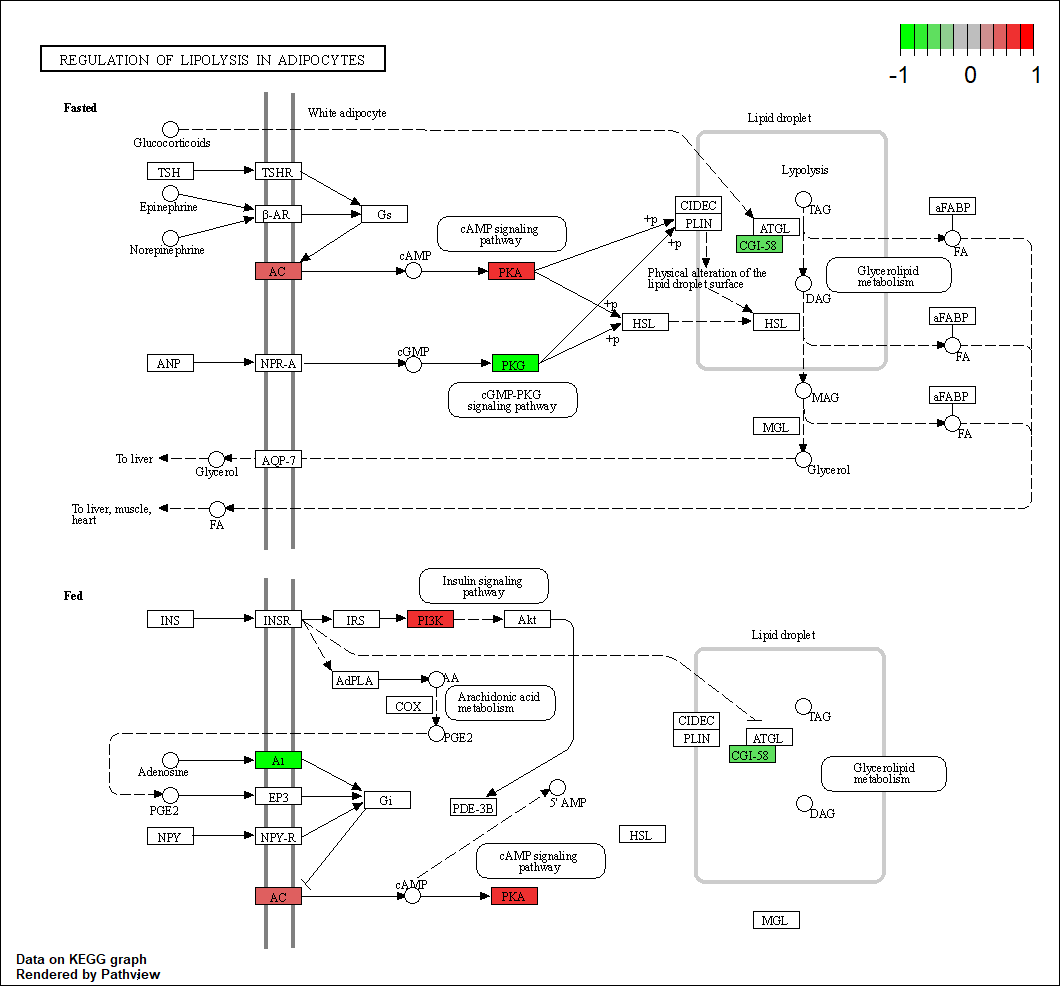 -1 0 1
REGULATION OF LIPOLYSIS IN ADIPOCYTES
Fasted
White adipocyte
Lipid droplet
Glucocorticoids
TSH
TSHR
Lypolysis
Epinephrine
β-AR
Gs
CIDEC
PLIN
TAG
aFABP
ATGL
CGI-58
+p
+p
Norepinephrine
cAMP signaling
pathway
FA
AC
cAMP
PKA
Physical alteration of the
lipid droplet surface
Glycerolipid
metabolism
DAG
+p
HSL
HSL
aFABP
+p
ANP
NPR-A
cGMP
PKG
FA
cGMP-PKG
signaling pathway
MAG
aFABP
MGL
FA
To liver
Glycerol
AQP-7
Glycerol
To liver, muscle,
heart
FA
Fed
Insulin signaling
pathway
INS
INSR
IRS
PI3K
Akt
Lipid droplet
AdPLA
AA
COX
Arachidonic acid
metabolism
PGE2
CIDEC
PLIN
TAG
ATGL
CGI-58
Adenosine
A1
Glycerolipid
metabolism
PGE2
EP3
Gi
PDE-3B
5' AMP
DAG
NPY
NPY-R
HSL
cAMP signaling
pathway
AC
cAMP
PKA
MGL
Data on KEGG graph
Rendered by Pathview